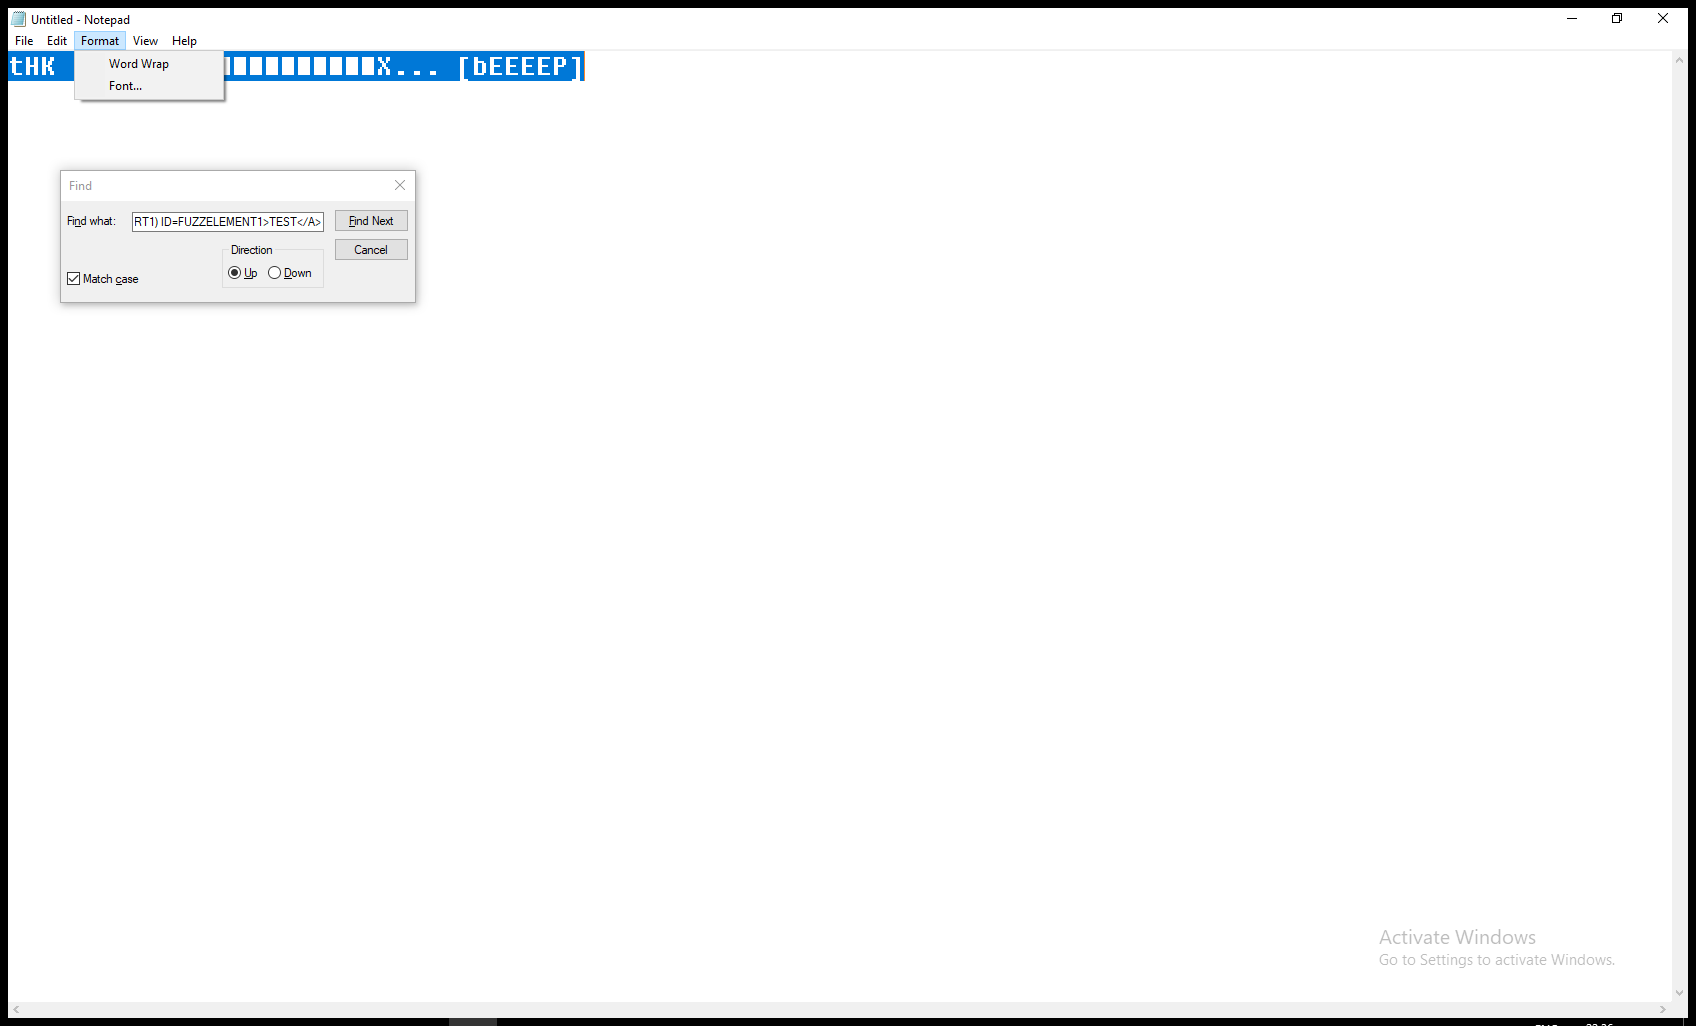 Untitled - Notepad
File Edit Format View Help
tHK X... [bEEEEP]
Word Wrap
Font...
Find
Find what: RT1) ID=FUZZELEMENT1>TEST</A> Find Next
Direction Cancel
Up Down
Match case
Activate Windows
Go to Settings to activate Windows.